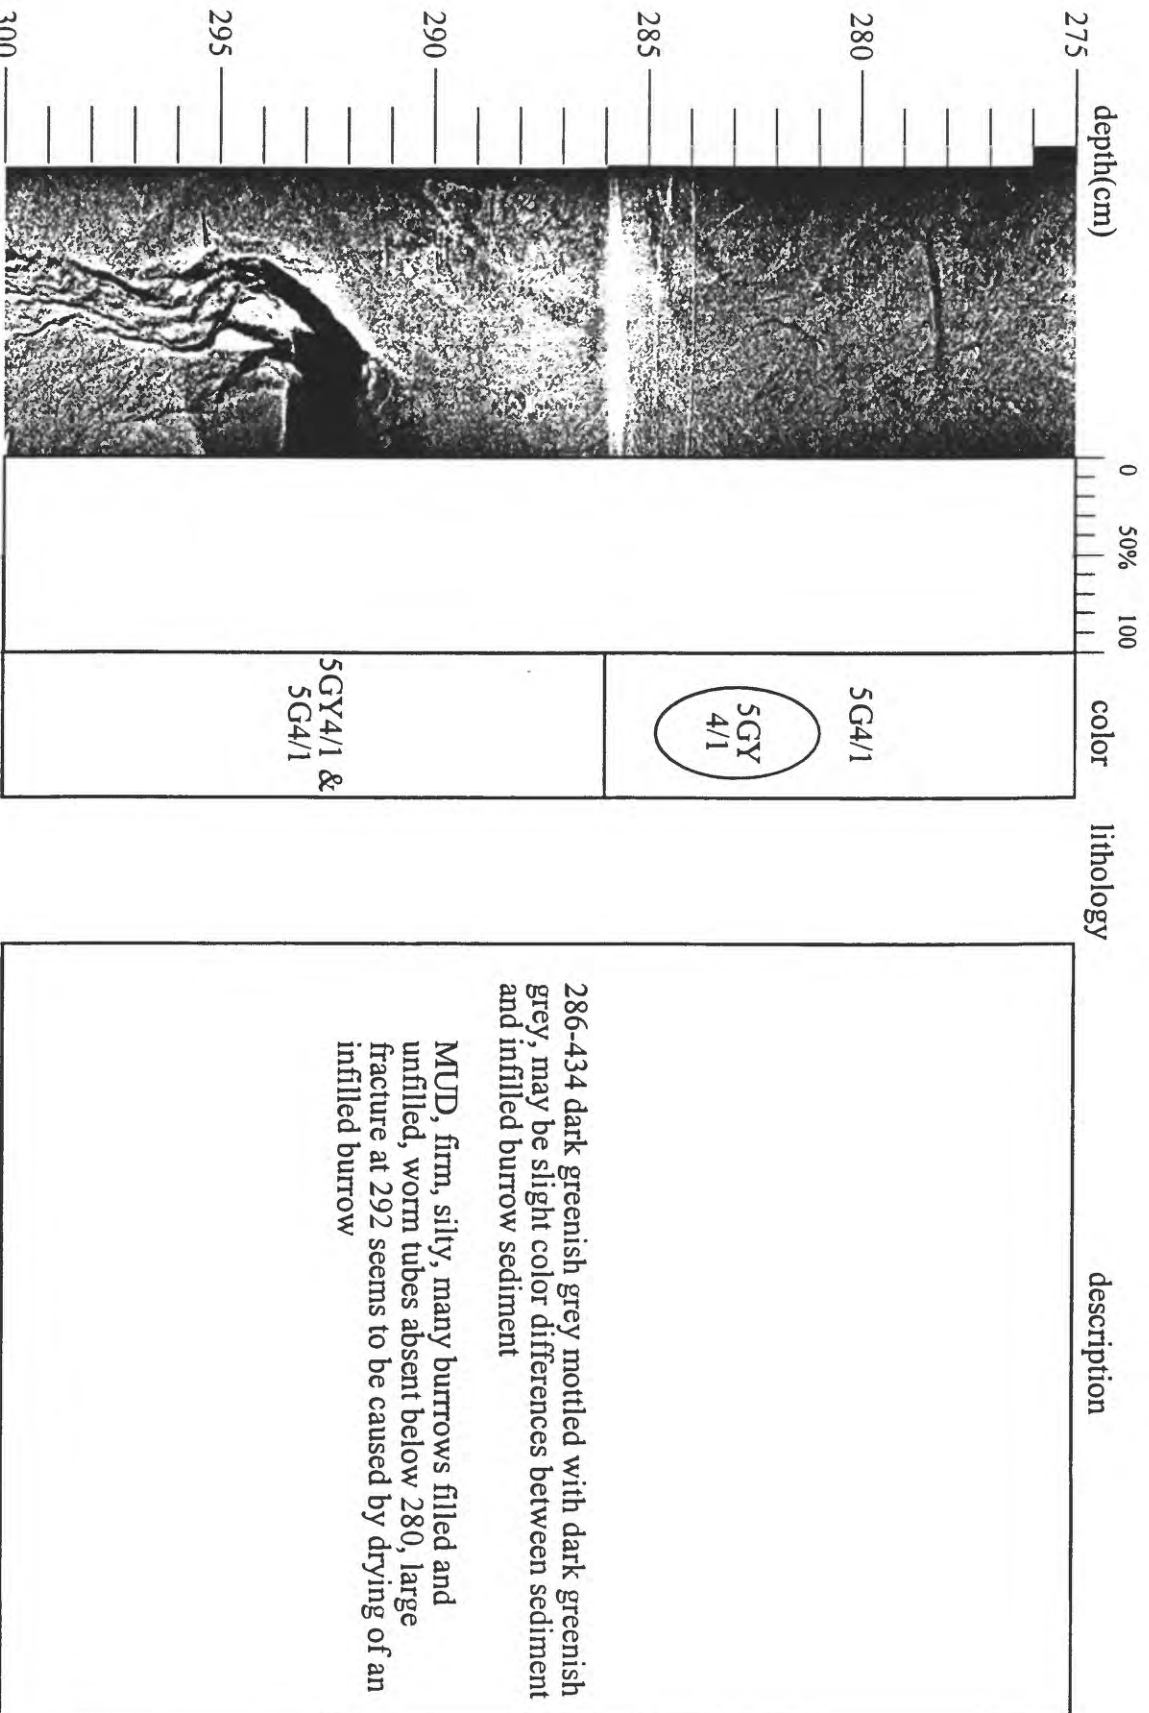 depth(cm)
0 50% 100
color
lithology
description
275
280
285
290
295
300
5G4/1
5GY
4/1
5GY4/1 &
5G4/1
286-434 dark greenish grey mottled with dark greenish
grey, may be slight color differences between sediment
and infilled burrow sediment
MUD, firm, silty, many burrrows filled and
unfilled, worm tubes absent below 280, large
fracture at 292 seems to be caused by drying of an
infilled burrow